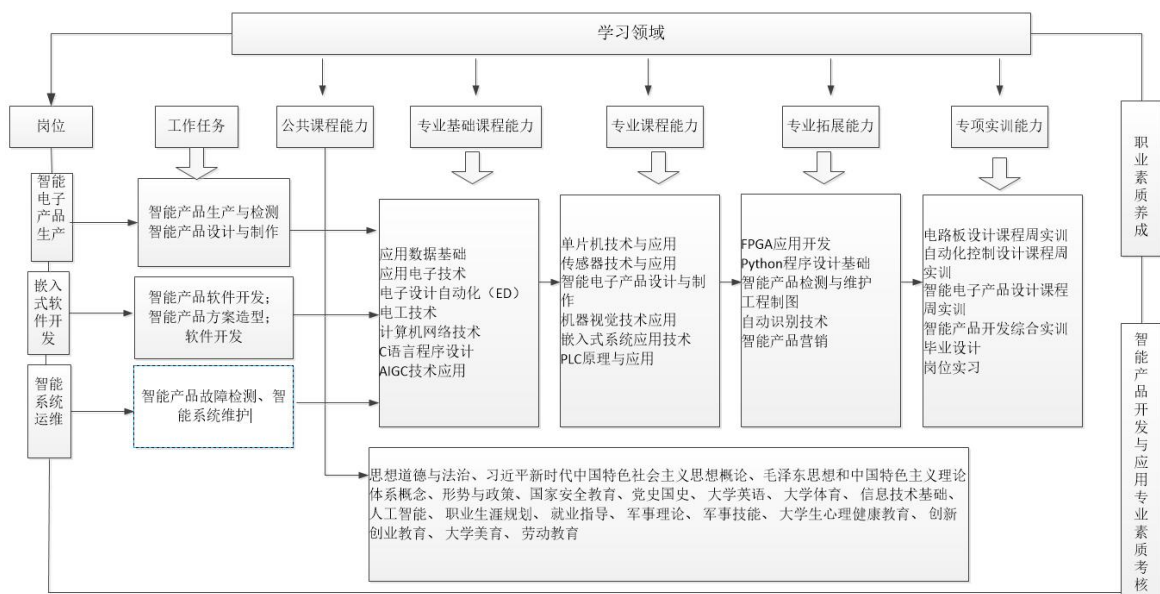 学习领域
岗位
工作任务
公共课程能力
专业基础课程能力
专业课程能力
专业拓展能力
专项实训能力
职业素质养成
智能
电子
产品
生产
智能产品生产与检测
智能产品设计与制作
嵌入
式软
件开
发
智能产品软件开发；
智能产品方案造型；
软件开发
智能
系统
运维
智能产品故障检测、智
能系统维护
应用数据基础
应用电子技术
电子设计自动化（ED）
电工技术
计算机网络技术
C语言程序设计
AIGC技术应用
单片机技术与应用
传感器技术与应用
智能电子产品设计与制
作
机器视觉技术应用
嵌入式系统应用技术
PLC原理与应用
FPGA应用开发
Python程序设计基础
智能产品检测与维护
工程制图
自动识别技术
智能产品营销
电路板设计课程周实训
自动化控制设计课程周
实训
智能电子产品设计课程
周实训
智能产品开发综合实训
毕业设计
岗位实习
智能产品开发与应用专业素质考核
思想道德与法治、习近平新时代中国特色社会主义思想概论、毛泽东思想和中国特色主义理论
体系概念、形势与政策、国家安全教育、党史国史、大学英语、大学体育、信息技术基础、
人工智能、 职业生涯规划、 就业指导、 军事理论、 军事技能、 大学生心理健康教育、 创新
创业教育、 大学美育、 劳动教育